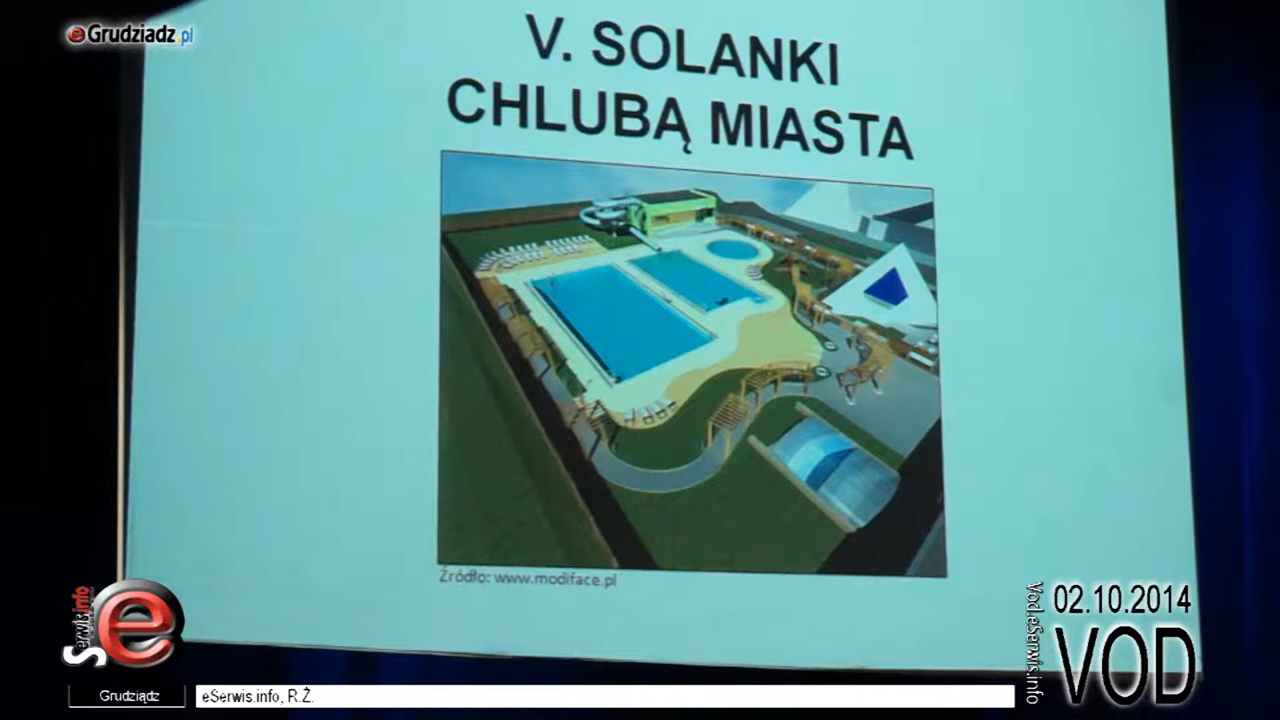 eGrudziadz.pl
V. SOLANKI
CHLUBĄ MIASTA
Źródło: www.modiface.pl
eSerwis.info
Vod.eSerwis.info
02.10.2014
VOD
Grudziądz
eSerwis.info, R.Ż.